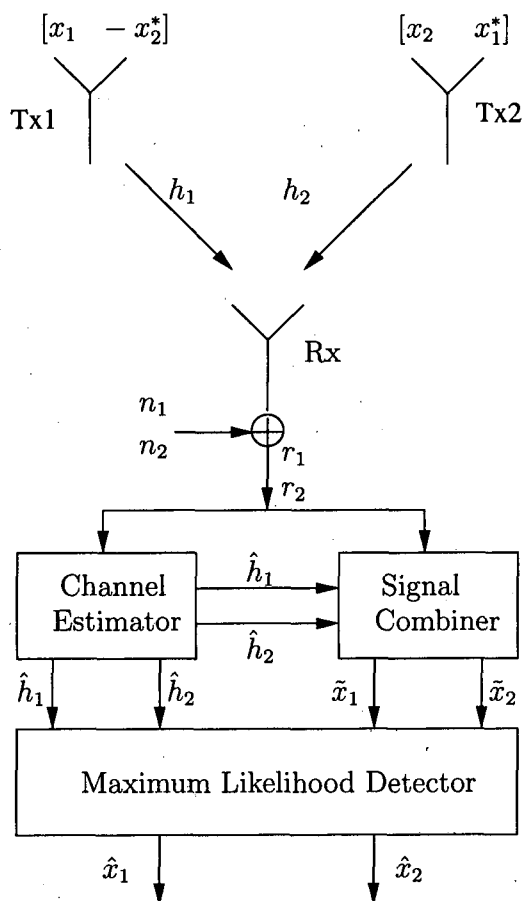 [x₁ − x₂*] [x₂ x₁*]
Tx1 Tx2
h₁ h₂
Rx
n₁
n₂
r₁
r₂
Channel Estimator
ĥ₁
ĥ₂
Signal Combiner
ĥ₁ ĥ₂ x̃₁ x̃₂
Maximum Likelihood Detector
x̂₁ x̂₂